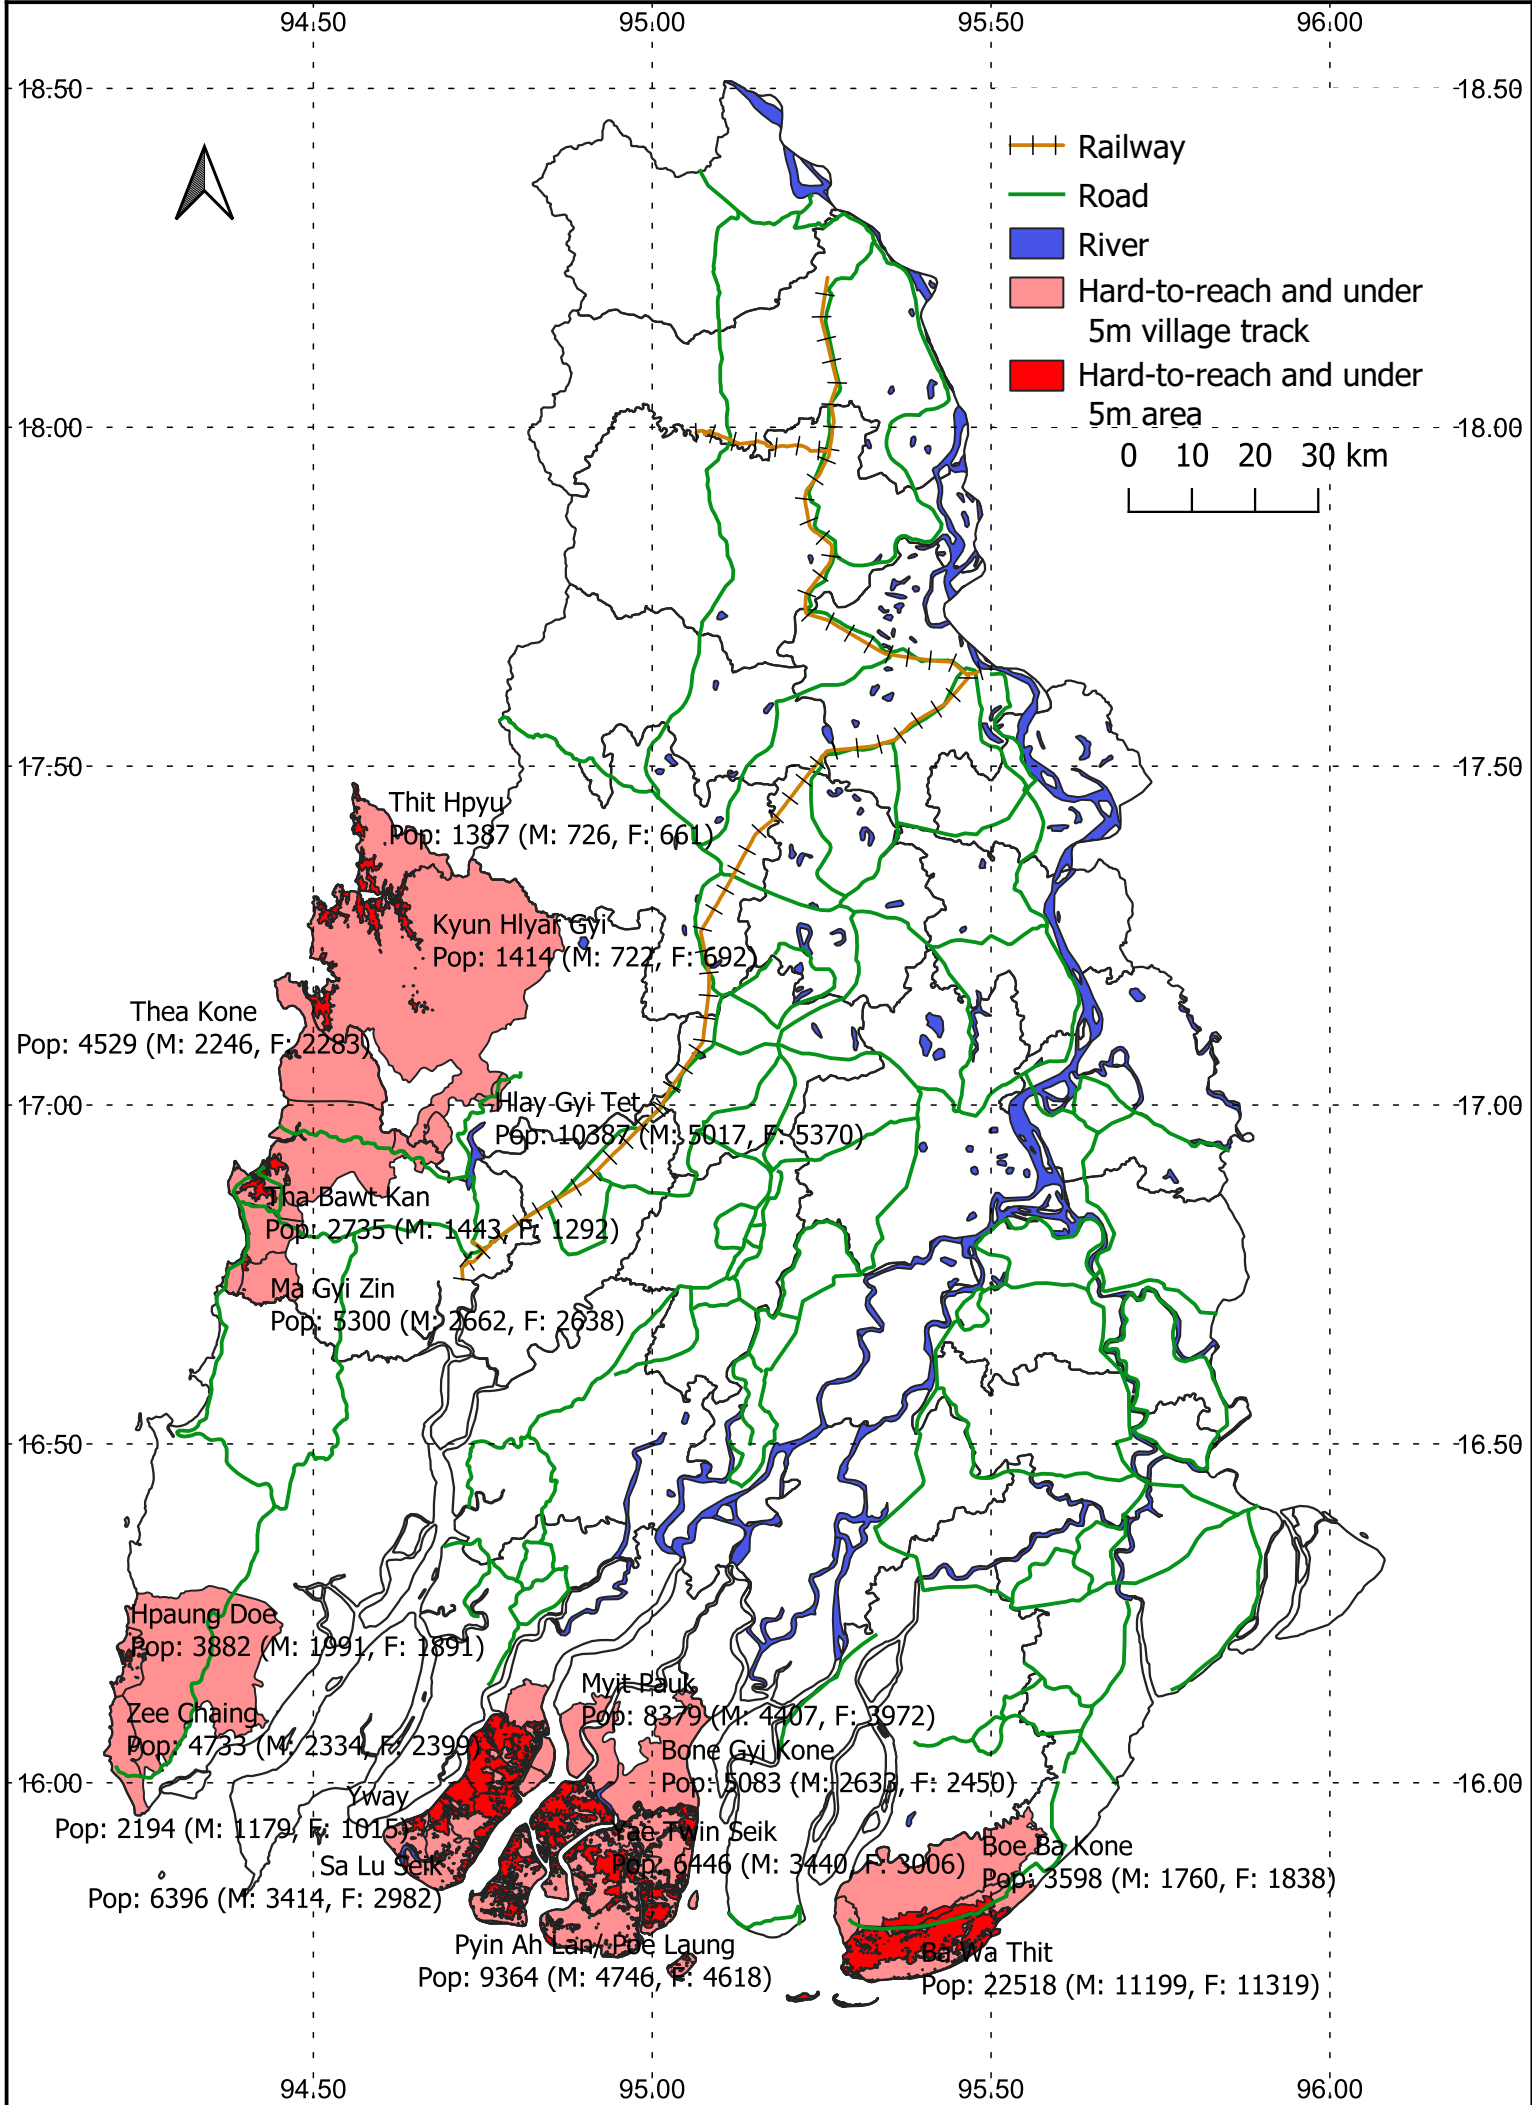 94.50 95.00 95.50 96.00
18.50 18.50
Railway
Road
River
Hard-to-reach and under
5m village track
Hard-to-reach and under
5m area
18.00 18.00
0 10 20 30 km
17.50 17.50
Thit Hpyu
Pop: 1387 (M: 726, F: 661)
Kyun Hlyar Gyi
Pop: 1414 (M: 722, F: 692)
Thea Kone
Pop: 4529 (M: 2246, F: 2283)
17.00 17.00
Hlay Gyi Tet
Pop: 10387 (M: 5017, F: 5370)
Tha Bawt Kan
Pop: 2735 (M: 1443, F: 1292)
Ma Gyi Zin
Pop: 5300 (M: 2662, F: 2638)
16.50 16.50
Hpaung Doe
Pop: 3882 (M: 1991, F: 1891)
Myit Pauk
Pop: 8379 (M: 4407, F: 3972)
Zee Chaing
Pop: 4733 (M: 2334, F: 2399)
Bone Gyi Kone
Pop: 5083 (M: 2633, F: 2450)
16.00 16.00
Yway
Pop: 2194 (M: 1179, F: 1015)
Yae Twin Seik
Pop: 6446 (M: 3440, F: 3006)
Boe Ba Kone
Pop: 3598 (M: 1760, F: 1838)
Sa Lu Seik
Pop: 6396 (M: 3414, F: 2982)
Pyin Ah Lan/ Poe Laung
Pop: 9364 (M: 4746, F: 4618)
Ba Wa Thit
Pop: 22518 (M: 11199, F: 11319)
94.50 95.00 95.50 96.00